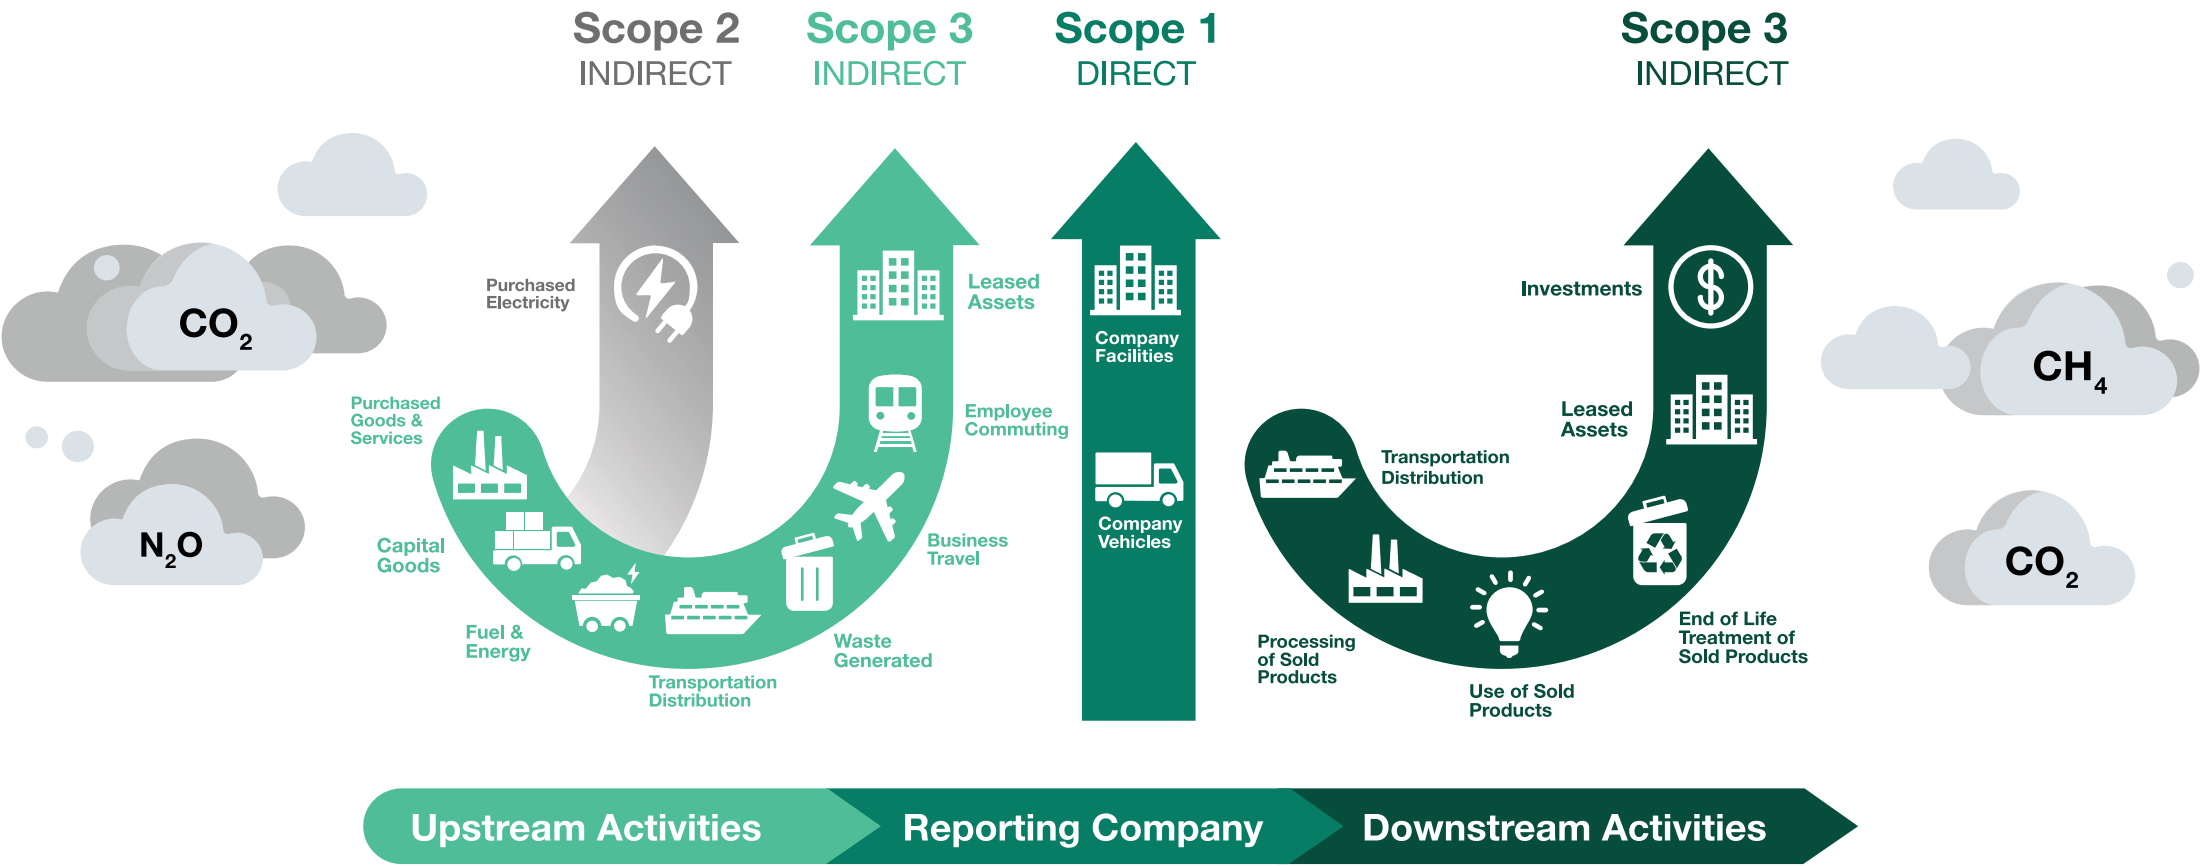 Scope 2
INDIRECT
Scope 3
INDIRECT
Scope 1
DIRECT
Scope 3
INDIRECT
CO2
N2O
Purchased
Electricity
Purchased
Goods &
Services
Capital
Goods
Fuel &
Energy
Transportation
Distribution
Waste
Generated
Business
Travel
Employee
Commuting
Leased
Assets
Company
Facilities
Company
Vehicles
Transportation
Distribution
Processing
of Sold
Products
Use of Sold
Products
End of Life
Treatment of
Sold Products
Leased
Assets
Investments
$
CH4
CO2
Upstream Activities
Reporting Company
Downstream Activities